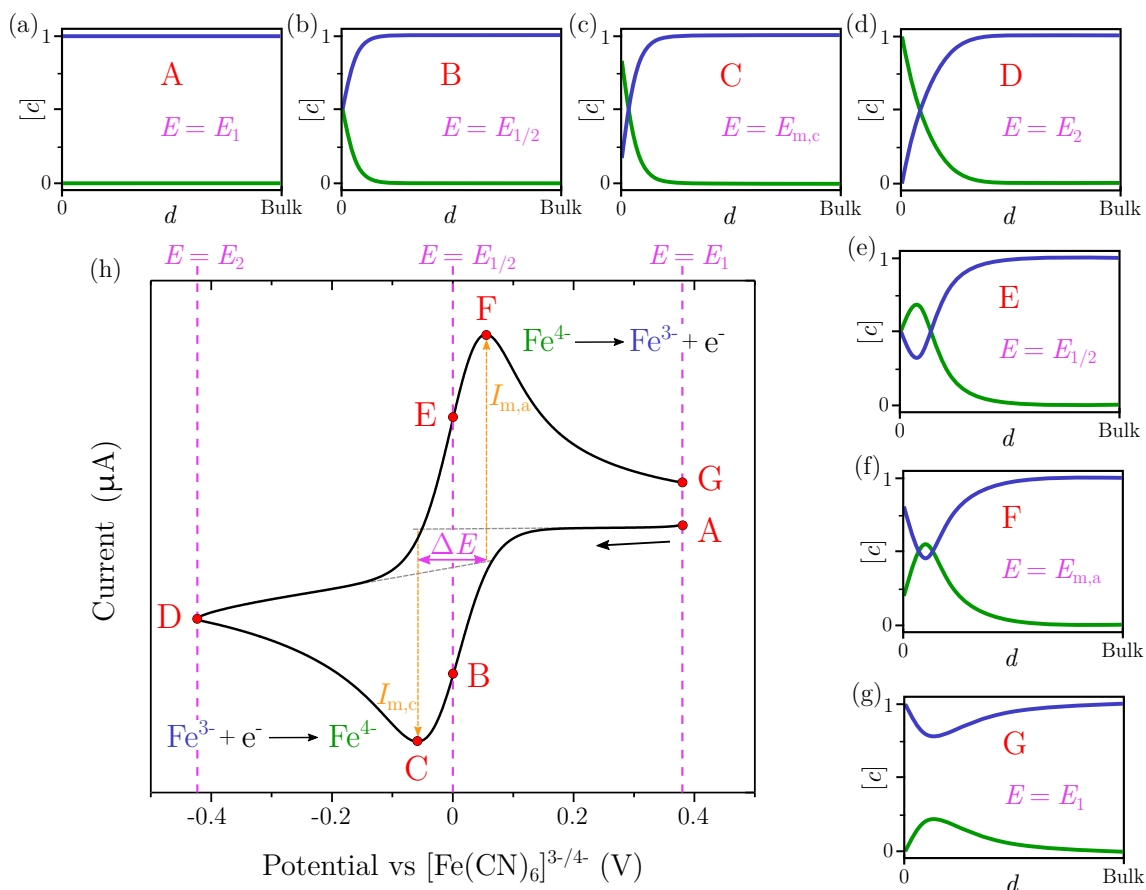 (a)
1
[c]
0
A
E = E1
0
d
Bulk
(b)
1
[c]
0
B
E = E1/2
0
d
Bulk
(c)
1
[c]
0
C
E = Em,c
0
d
Bulk
(d)
1
[c]
0
D
E = E2
0
d
Bulk
(e)
1
[c]
0
E
E = E1/2
0
d
Bulk
(f)
1
[c]
0
F
E = Em,a
0
d
Bulk
(g)
1
[c]
0
G
E = E1
0
d
Bulk
(h)
E = E2
E = E1/2
E = E1
F
Fe4- → Fe3- + e-
Im,a
E
G
A
ΔE
D
B
Im,c
Fe3- + e- → Fe4-
C
Current (μA)
-0.4
-0.2
0
0.2
0.4
Potential vs [Fe(CN)6]3-/4- (V)